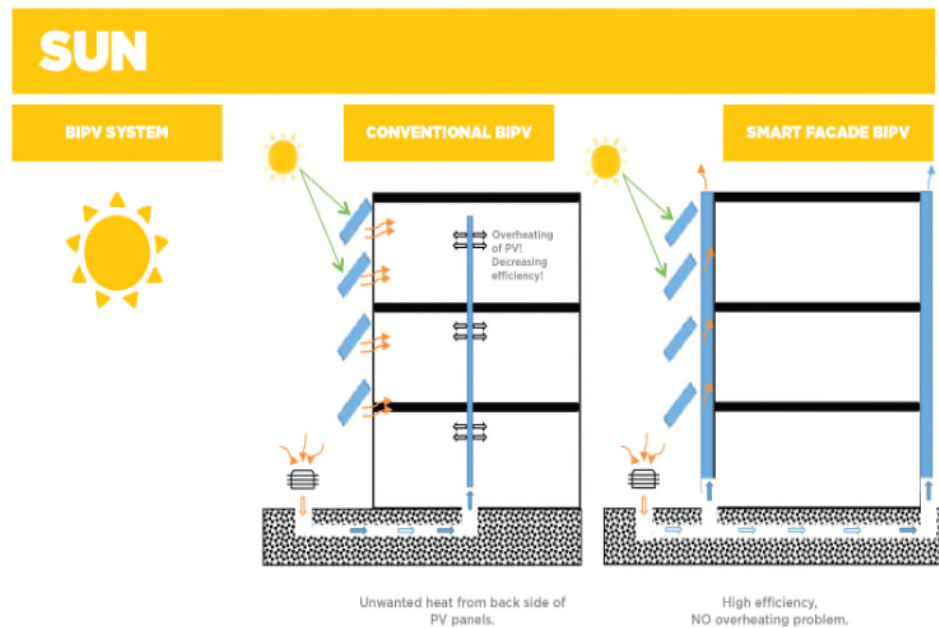 SUN
BIPV SYSTEM
CONVENTIONAL BIPV
SMART FACADE BIPV
Overheating
of PV!
Decreasing
efficiency!
Unwanted heat from back side of
PV panels.
High efficiency,
NO overheating problem.